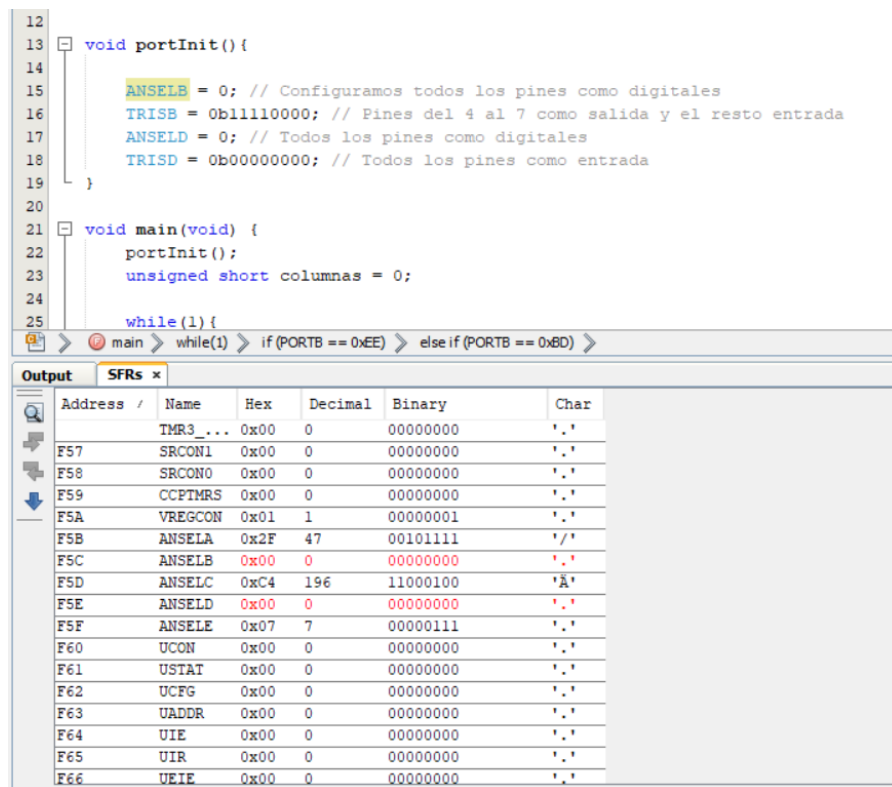 12
13 void portInit(){
14
15 ANSELB = 0; // Configuramos todos los pines como digitales
16 TRISB = 0b11110000; // Pines del 4 al 7 como salida y el resto entrada
17 ANSELD = 0; // Todos los pines como digitales
18 TRISD = 0b00000000; // Todos los pines como entrada
19 }
20
21 void main(void) {
22 portInit();
23 unsigned short columnas = 0;
24
25 while(1){
main while(1) if (PORTB == 0xEE) else if (PORTB == 0xBD)
Output SFRs ×
Address / Name Hex Decimal Binary Char
TMR3_... 0x00 0 00000000 '.'
F57 SRCON1 0x00 0 00000000 '.'
F58 SRCON0 0x00 0 00000000 '.'
F59 CCPTMRS 0x00 0 00000000 '.'
F5A VREGCON 0x01 1 00000001 '.'
F5B ANSELA 0x2F 47 00101111 '/'
F5C ANSELB 0x00 0 00000000 '.'
F5D ANSELC 0xC4 196 11000100 'Ä'
F5E ANSELD 0x00 0 00000000 '.'
F5F ANSELE 0x07 7 00000111 '.'
F60 UCON 0x00 0 00000000 '.'
F61 USTAT 0x00 0 00000000 '.'
F62 UCFG 0x00 0 00000000 '.'
F63 UADDR 0x00 0 00000000 '.'
F64 UIE 0x00 0 00000000 '.'
F65 UIR 0x00 0 00000000 '.'
F66 UEIE 0x00 0 00000000 '.'